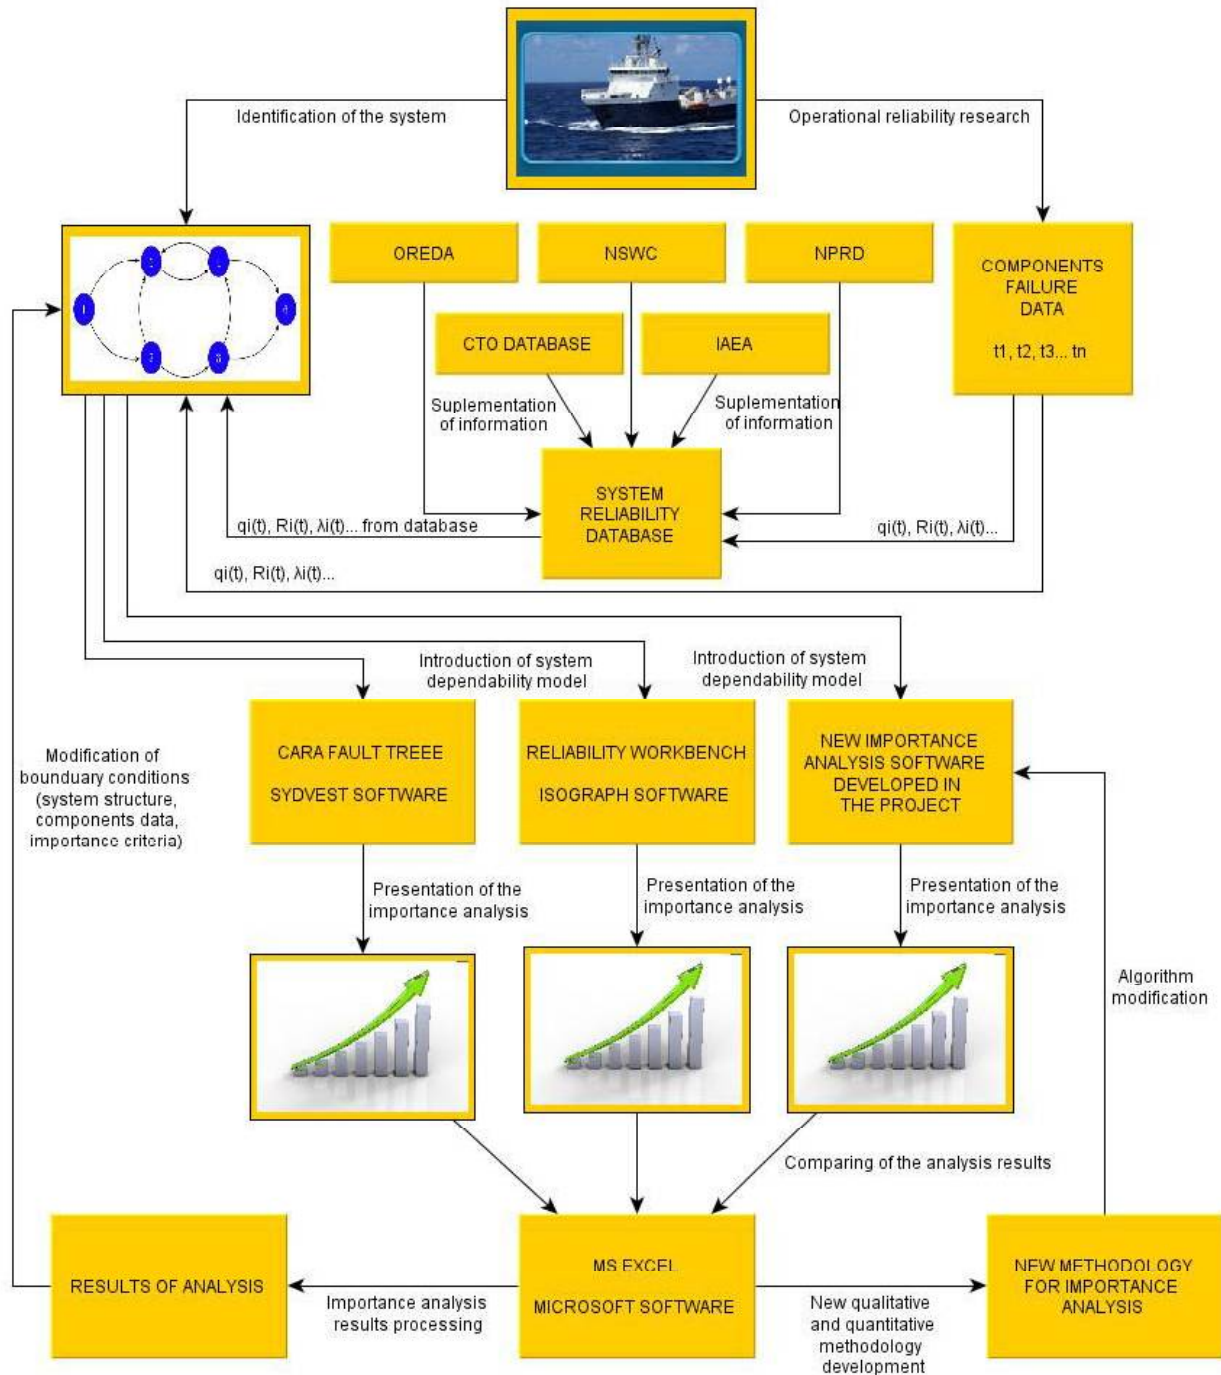 Identification of the system
Operational reliability research
OREDA
NSWC
NPRD
COMPONENTS
FAILURE
DATA
t1, t2, t3... tn
CTO DATABASE
IAEA
Suplementation
of information
Suplementation
of information
SYSTEM
RELIABILITY
DATABASE
qi(t), Ri(t), λi(t)... from database
qi(t), Ri(t), λi(t)...
qi(t), Ri(t), λi(t)...
Introduction of system
dependability model
Introduction of system
dependability model
Modification of
bounduary conditions
(system structure,
components data,
importance criteria)
CARA FAULT TREEE
SYDVEST SOFTWARE
RELIABILITY WORKBENCH
ISOGRAPH SOFTWARE
NEW IMPORTANCE
ANALYSIS SOFTWARE
DEVELOPED IN
THE PROJECT
Presentation of the
importance analysis
Presentation of the
importance analysis
Presentation of the
importance analysis
Algorithm
modification
Comparing of the analysis results
RESULTS OF ANALYSIS
MS EXCEL
MICROSOFT SOFTWARE
NEW METHODOLOGY
FOR IMPORTANCE
ANALYSIS
Importance analysis
results processing
New qualitative
and quantitative
methodology
development